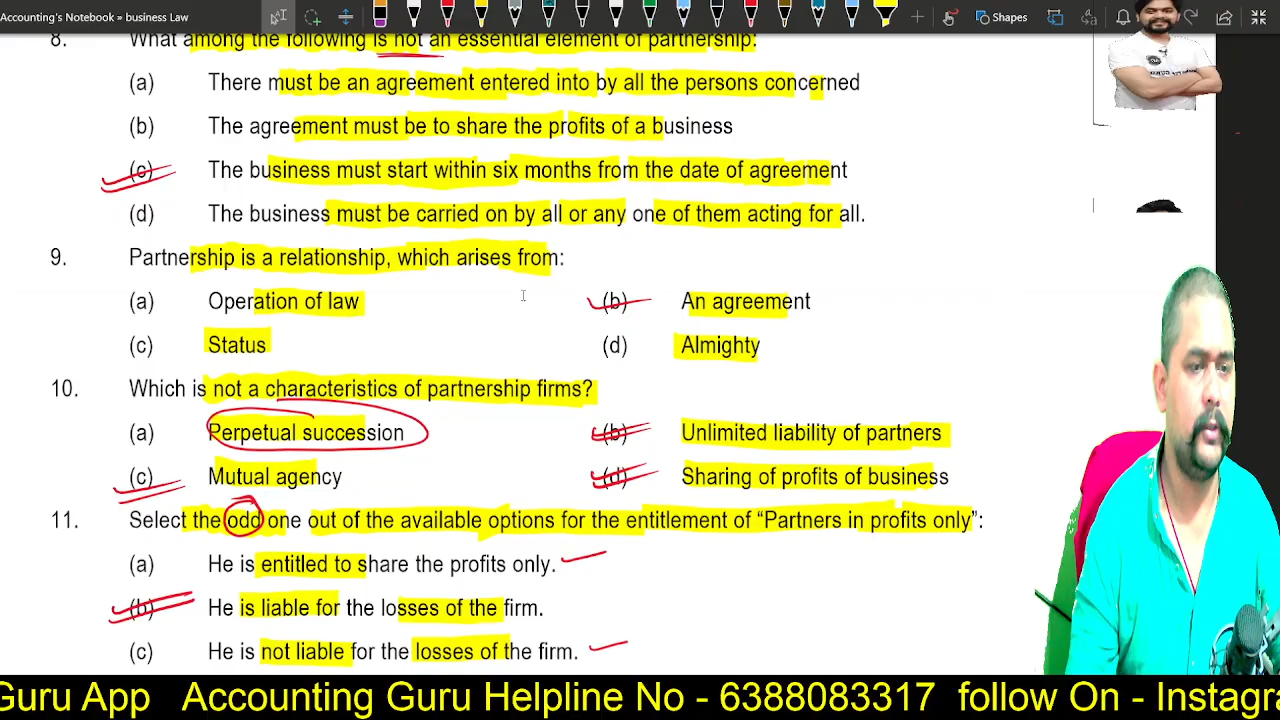 Accounting's Notebook » business Law
Shapes
8. What among the following is not an essential element of partnership:
(a) There must be an agreement entered into by all the persons concerned
(b) The agreement must be to share the profits of a business
(c) The business must start within six months from the date of agreement
(d) The business must be carried on by all or any one of them acting for all.
9. Partnership is a relationship, which arises from:
(a) Operation of law (b) An agreement
(c) Status (d) Almighty
10. Which is not a characteristics of partnership firms?
(a) Perpetual succession (b) Unlimited liability of partners
(c) Mutual agency (d) Sharing of profits of business
11. Select the odd one out of the available options for the entitlement of “Partners in profits only”:
(a) He is entitled to share the profits only.
(b) He is liable for the losses of the firm.
(c) He is not liable for the losses of the firm.
Guru App Accounting Guru Helpline No - 6388083317 follow On - Instagra